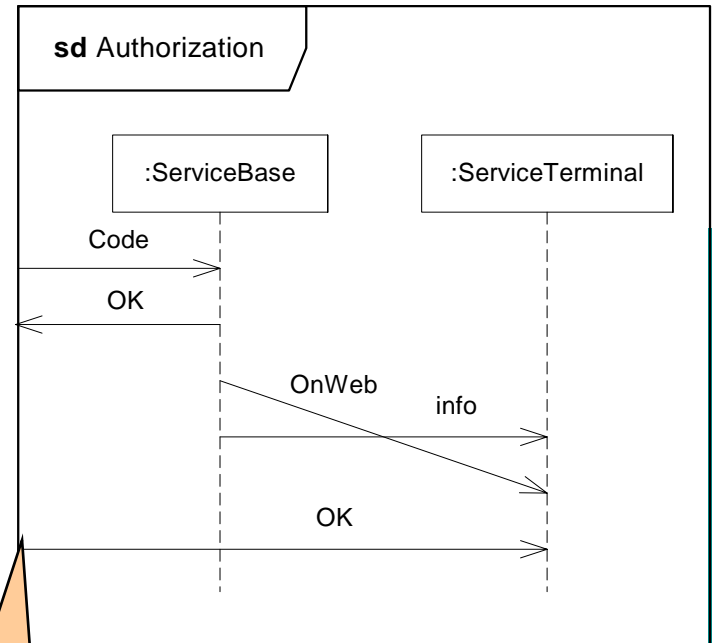 sd Authorization
:ServiceBase
:ServiceTerminal
Code
OK
OnWeb
info
OK